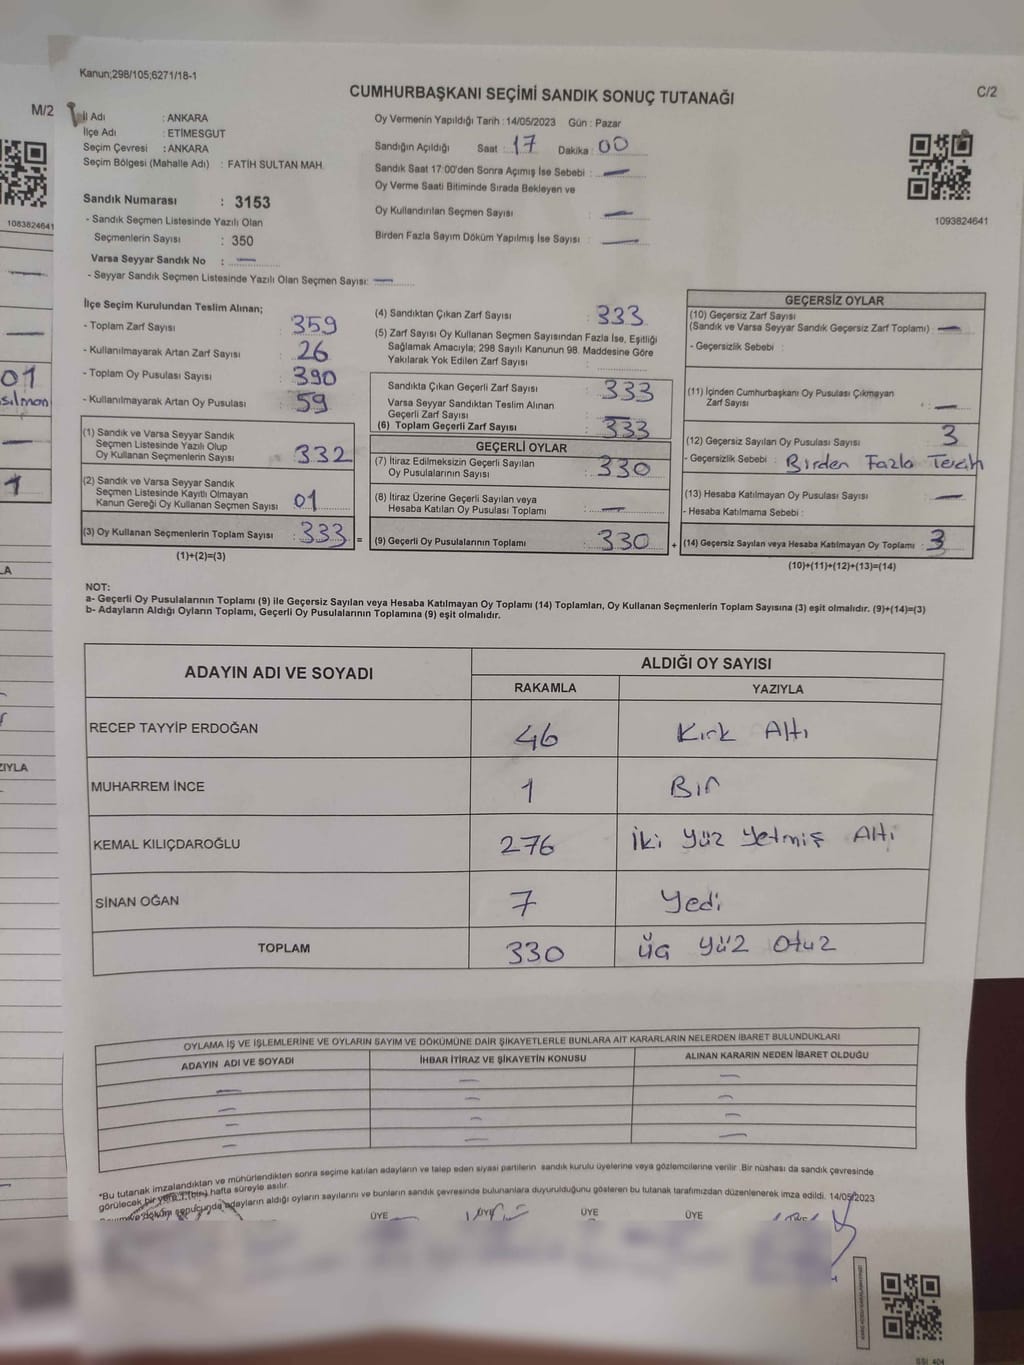 Kanun;298/105;6271/18-1
CUMHURBAŞKANI SEÇİMİ SANDIK SONUÇ TUTANAĞI
C/2
M/2
İl Adı : ANKARA
İlçe Adı : ETİMESGUT
Seçim Çevresi : ANKARA
Seçim Bölgesi (Mahalle Adı) : FATİH SULTAN MAH.
Oy Vermenin Yapıldığı Tarih : 14/05/2023 Gün : Pazar
Sandığın Açıldığı Saat : 17 Dakika : 00
Sandık Saat 17:00'den Sonra Açımış İse Sebebi : —
Oy Verme Saati Bitiminde Sırada Bekleyen ve
Oy Kullandırılan Seçmen Sayısı : —
Birden Fazla Sayım Döküm Yapılmış İse Sayısı : —
1093824641
1083824641
Sandık Numarası : 3153
- Sandık Seçmen Listesinde Yazılı Olan
Seçmenlerin Sayısı : 350
Varsa Seyyar Sandık No : —
- Seyyar Sandık Seçmen Listesinde Yazılı Olan Seçmen Sayısı: —
İlçe Seçim Kurulundan Teslim Alınan;
- Toplam Zarf Sayısı : 359
- Kullanılmayarak Artan Zarf Sayısı : 26
- Toplam Oy Pusulası Sayısı : 390
- Kullanılmayarak Artan Oy Pusulası : 59
(1) Sandık ve Varsa Seyyar Sandık
Seçmen Listesinde Yazılı Olup
Oy Kullanan Seçmenlerin Sayısı : 332
(2) Sandık ve Varsa Seyyar Sandık
Seçmen Listesinde Kayıtlı Olmayan
Kanun Gereği Oy Kullanan Seçmen Sayısı : 01
(3) Oy Kullanan Seçmenlerin Toplam Sayısı : 333 =
(1)+(2)=(3)
(4) Sandıktan Çıkan Zarf Sayısı : 333
(5) Zarf Sayısı Oy Kullanan Seçmen Sayısından Fazla İse, Eşitliği
Sağlamak Amacıyla; 298 Sayılı Kanunun 98. Maddesine Göre
Yakılarak Yok Edilen Zarf Sayısı :
Sandıkta Çıkan Geçerli Zarf Sayısı : 333
Varsa Seyyar Sandıktan Teslim Alınan
Geçerli Zarf Sayısı : —
(6) Toplam Geçerli Zarf Sayısı : 333
GEÇERLİ OYLAR
(7) İtiraz Edilmeksizin Geçerli Sayılan
Oy Pusulalarının Sayısı : 330
(8) İtiraz Üzerine Geçerli Sayılan veya
Hesaba Katılan Oy Pusulası Toplamı : —
(9) Geçerli Oy Pusulalarının Toplamı : 330 +
GEÇERSİZ OYLAR
(10) Geçersiz Zarf Sayısı
(Sandık ve Varsa Seyyar Sandık Geçersiz Zarf Toplamı) : —
- Geçersizlik Sebebi :
(11) İçinden Cumhurbaşkanı Oy Pusulası Çıkmayan
Zarf Sayısı : —
(12) Geçersiz Sayılan Oy Pusulası Sayısı : 3
- Geçersizlik Sebebi : Birden Fazla Tercih
(13) Hesaba Katılmayan Oy Pusulası Sayısı : —
- Hesaba Katılmama Sebebi :
(14) Geçersiz Sayılan veya Hesaba Katılmayan Oy Toplamı : 3
(10)+(11)+(12)+(13)=(14)
NOT:
a- Geçerli Oy Pusulasının Toplamı (9) ile Geçersiz Sayılan veya Hesaba Katılmayan Oy Toplamı (14) Toplamları, Oy Kullanan Seçmenlerin Toplam Sayısına (3) eşit olmalıdır. (9)+(14)=(3)
b- Adayların Aldığı Oyların Toplamı, Geçerli Oy Pusulalarının Toplamına (9) eşit olmalıdır.
ADAYIN ADI VE SOYADI ALDIĞI OY SAYISI
RAKAMLA YAZIYLA
RECEP TAYYİP ERDOĞAN 46 Kırk Altı
MUHARREM İNCE 1 Bir
KEMAL KILIÇDAROĞLU 276 İki Yüz Yetmiş Altı
SİNAN OĞAN 7 Yedi
TOPLAM 330 Üç Yüz Otuz
OYLAMA İŞ VE İŞLEMLERİNE VE OYLARIN SAYIM VE DÖKÜMÜNE DAİR ŞİKAYETLERLE BUNLARA AİT KARARLARIN NELERDEN İBARET BULUNDUKLARI
ADAYIN ADI VE SOYADI İHBAR İTİRAZ VE ŞİKAYETİN KONUSU ALINAN KARARIN NEDEN İBARET OLDUĞU
— — —
— — —
— — —
— — —
*Bu tutanak imzalandıktan ve mühürlendikten sonra seçime katılan adayların ve talep eden siyasi partilerin sandık kurulu üyelerine veya gözlemcilerine verilir. Bir nüshası da sandık çevresinde
görülecek bir yere 1 (bir) hafta süreyle asılır.
döküm sonucunda adayların aldığı oyların sayılarını ve bunların sandık çevresinde bulunanlara duyurulduğunu gösteren bu tutanak tarafımızdan düzenlenerek imza edildi. 14/05/2023
ÜYE ÜYE ÜYE ÜYE